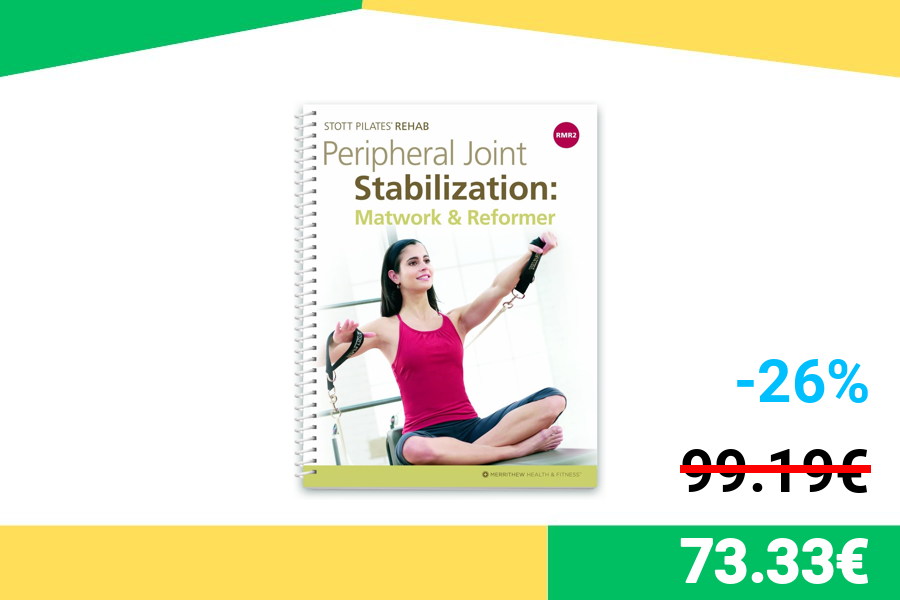 STOTT PILATES® REHAB
RMR2
Peripheral Joint
Stabilization:
Matwork & Reformer
MERRITHEW HEALTH & FITNESS™
-26%
99.19€
73.33€